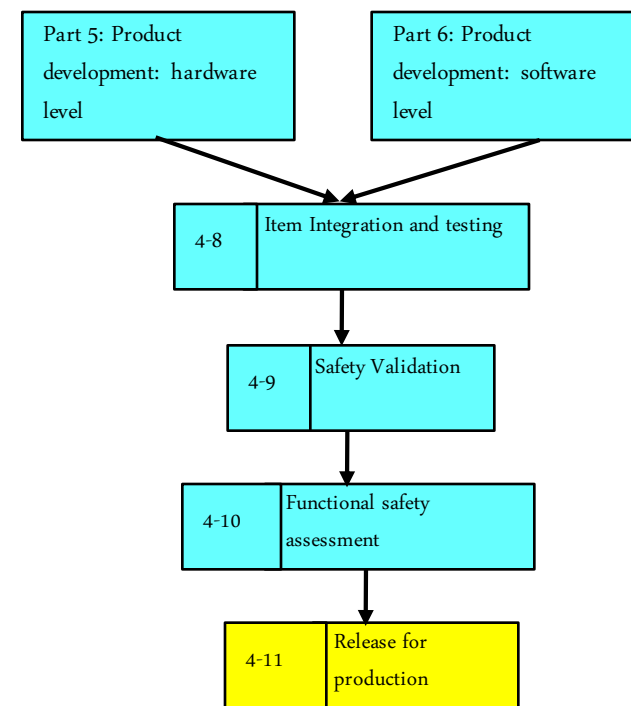 Part 5: Product
development: hardware
level
Part 6: Product
development: software
level
4-8
Item Integration and testing
4-9
Safety Validation
4-10
Functional safety
assessment
4-11
Release for
production